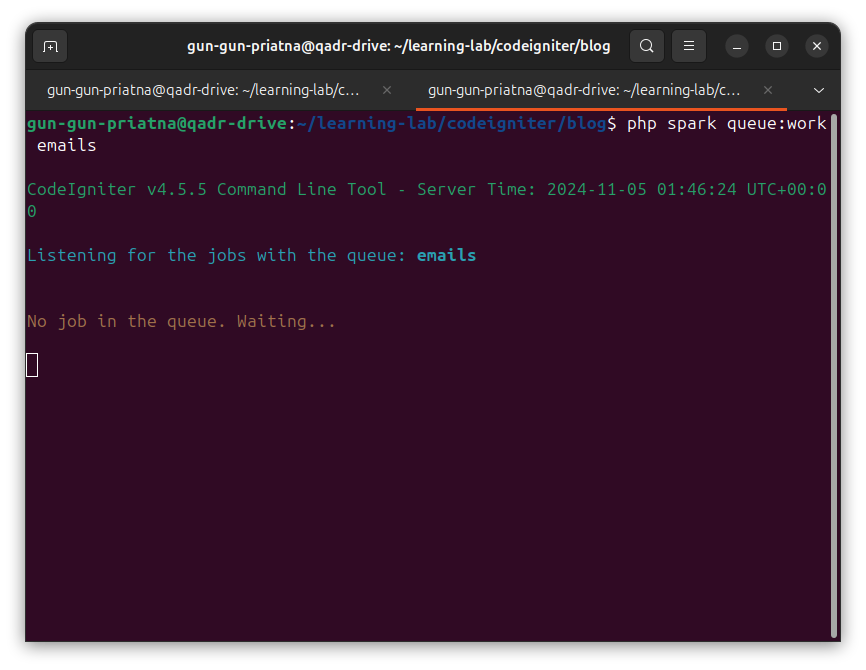 gun-gun-priatna@qadr-drive: ~/learning-lab/codeigniter/blog
gun-gun-priatna@qadr-drive: ~/learning-lab/c...
gun-gun-priatna@qadr-drive: ~/learning-lab/c...
gun-gun-priatna@qadr-drive:~/learning-lab/codeigniter/blog$ php spark queue:work
emails
CodeIgniter v4.5.5 Command Line Tool - Server Time: 2024-11-05 01:46:24 UTC+00:0
0
Listening for the jobs with the queue: emails
No job in the queue. Waiting...